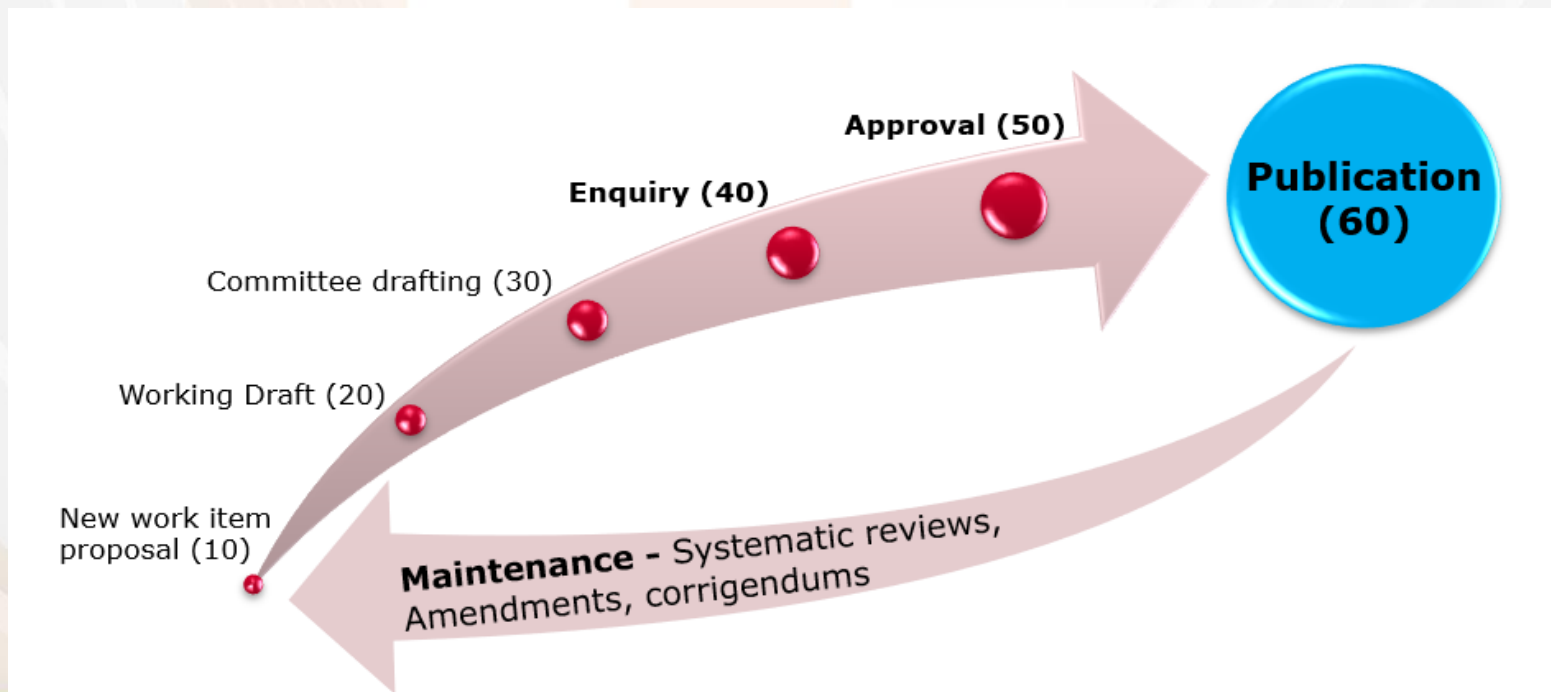 Approval (50)
Enquiry (40)
Committee drafting (30)
Working Draft (20)
New work item
proposal (10)
Publication
(60)
Maintenance - Systematic reviews,
Amendments, corrigendums